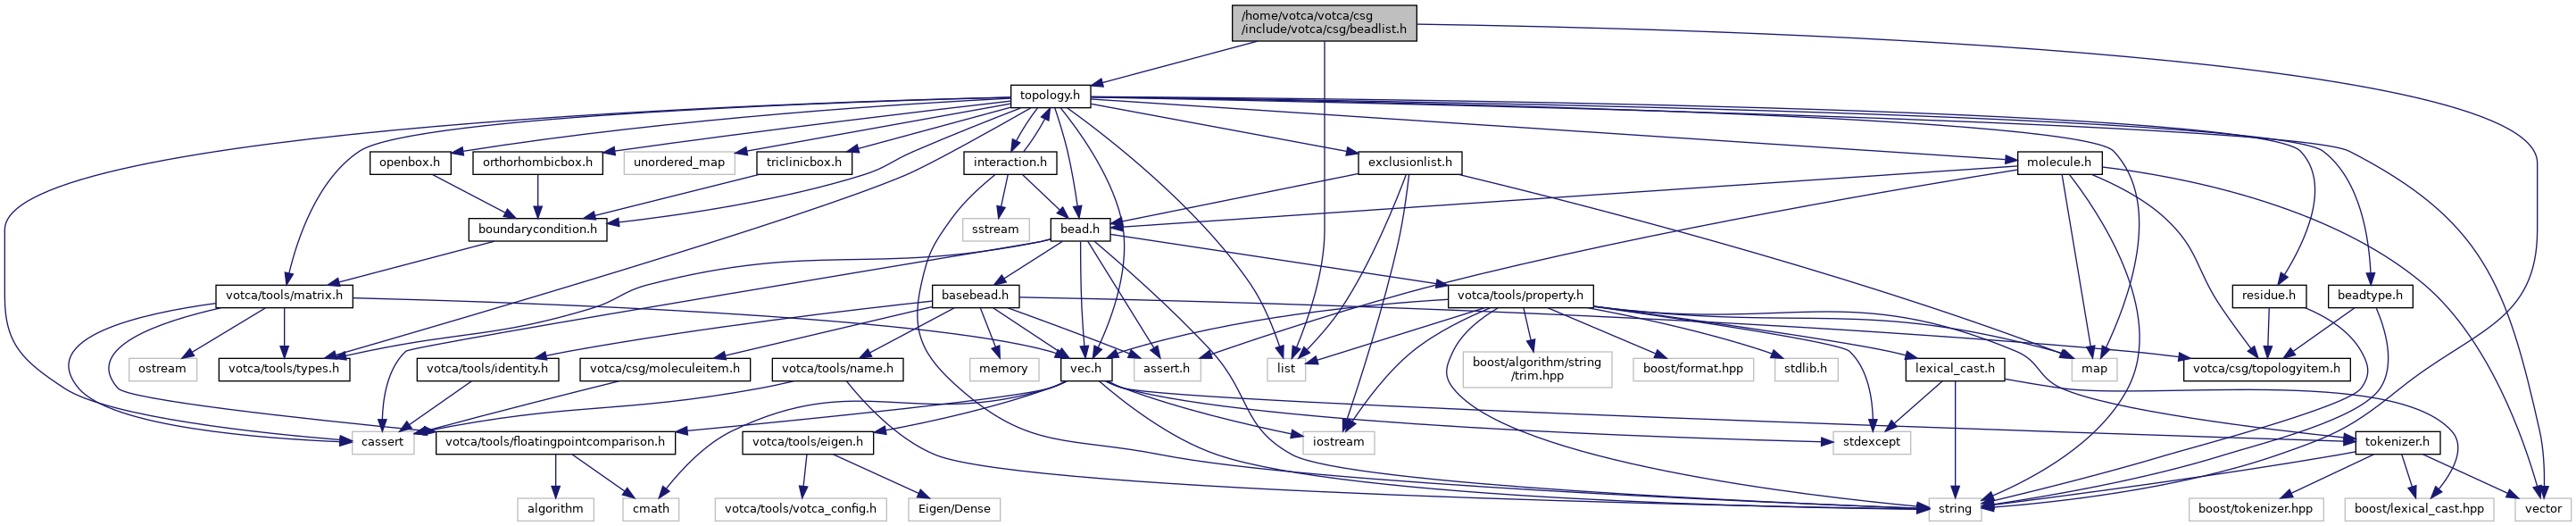 /home/votca/votca/csg
/include/votca/csg/beadlist.h
topology.h
openbox.h
orthorhombicbox.h
unordered_map
triclinicbox.h
interaction.h
exclusionlist.h
molecule.h
boundarycondition.h
sstream
bead.h
votca/tools/matrix.h
basebead.h
votca/tools/property.h
residue.h
beadtype.h
ostream
votca/tools/types.h
votca/tools/identity.h
votca/csg/moleculeitem.h
votca/tools/name.h
memory
vec.h
assert.h
list
boost/algorithm/string
/trim.hpp
boost/format.hpp
stdlib.h
lexical_cast.h
map
votca/csg/topologyitem.h
cassert
votca/tools/floatingpointcomparison.h
votca/tools/eigen.h
iostream
stdexcept
tokenizer.h
algorithm
cmath
votca/tools/votca_config.h
Eigen/Dense
string
boost/tokenizer.hpp
boost/lexical_cast.hpp
vector